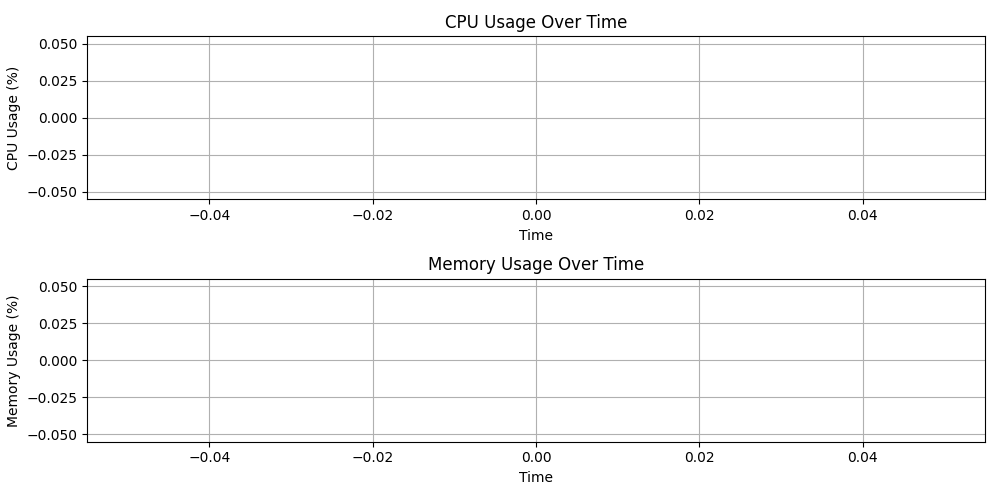 CPU Usage Over Time
CPU Usage (%)
0.050
0.025
0.000
−0.025
−0.050
−0.04 −0.02 0.00 0.02 0.04
Time
Memory Usage Over Time
Memory Usage (%)
0.050
0.025
0.000
−0.025
−0.050
−0.04 −0.02 0.00 0.02 0.04
Time